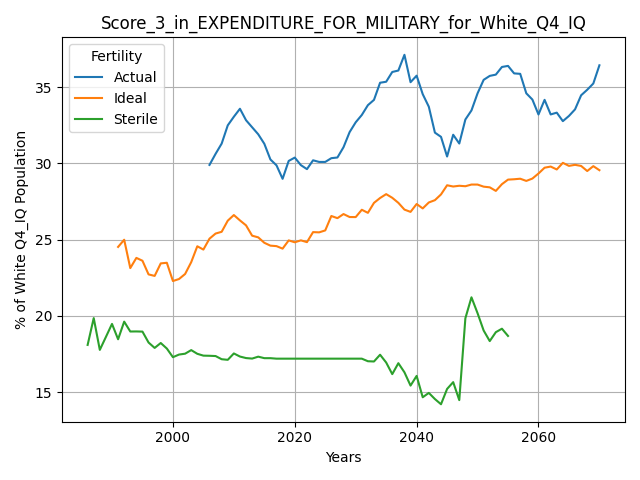 Score_3_in_EXPENDITURE_FOR_MILITARY_for_White_Q4_IQ
Fertility
Actual
Ideal
Sterile
% of White Q4_IQ Population
35
30
25
20
15
2000
2020
2040
2060
Years